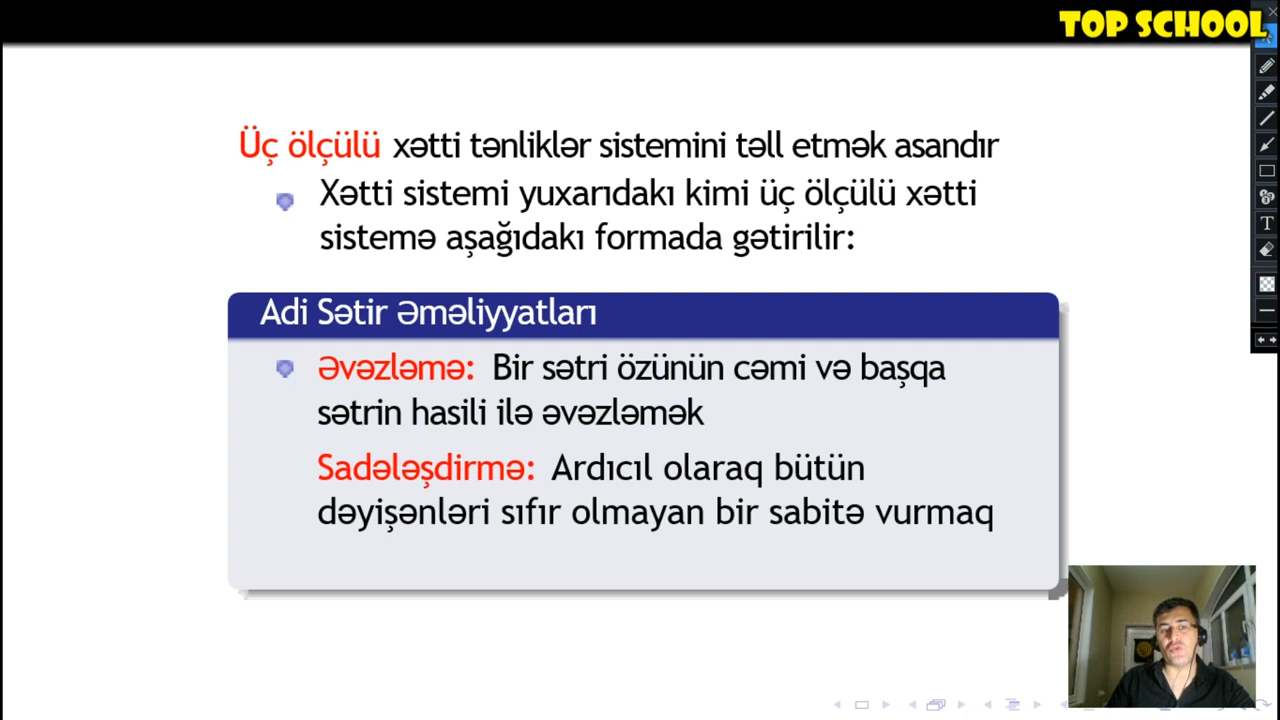 TOP SCHOOL
Üç ölçülü xətti tənliklər sistemini təll etmək asandır
Xətti sistemi yuxarıdakı kimi üç ölçülü xətti
sistemə aşağıdakı formada gətirilir:
Adi Sətir Əməliyyatları
Əvəzləmə: Bir sətri özünün cəmi və başqa
sətrin hasili ilə əvəzləmək
Sadələşdirmə: Ardıcıl olaraq bütün
dəyişənləri sıfır olmayan bir sabitə vurmaq